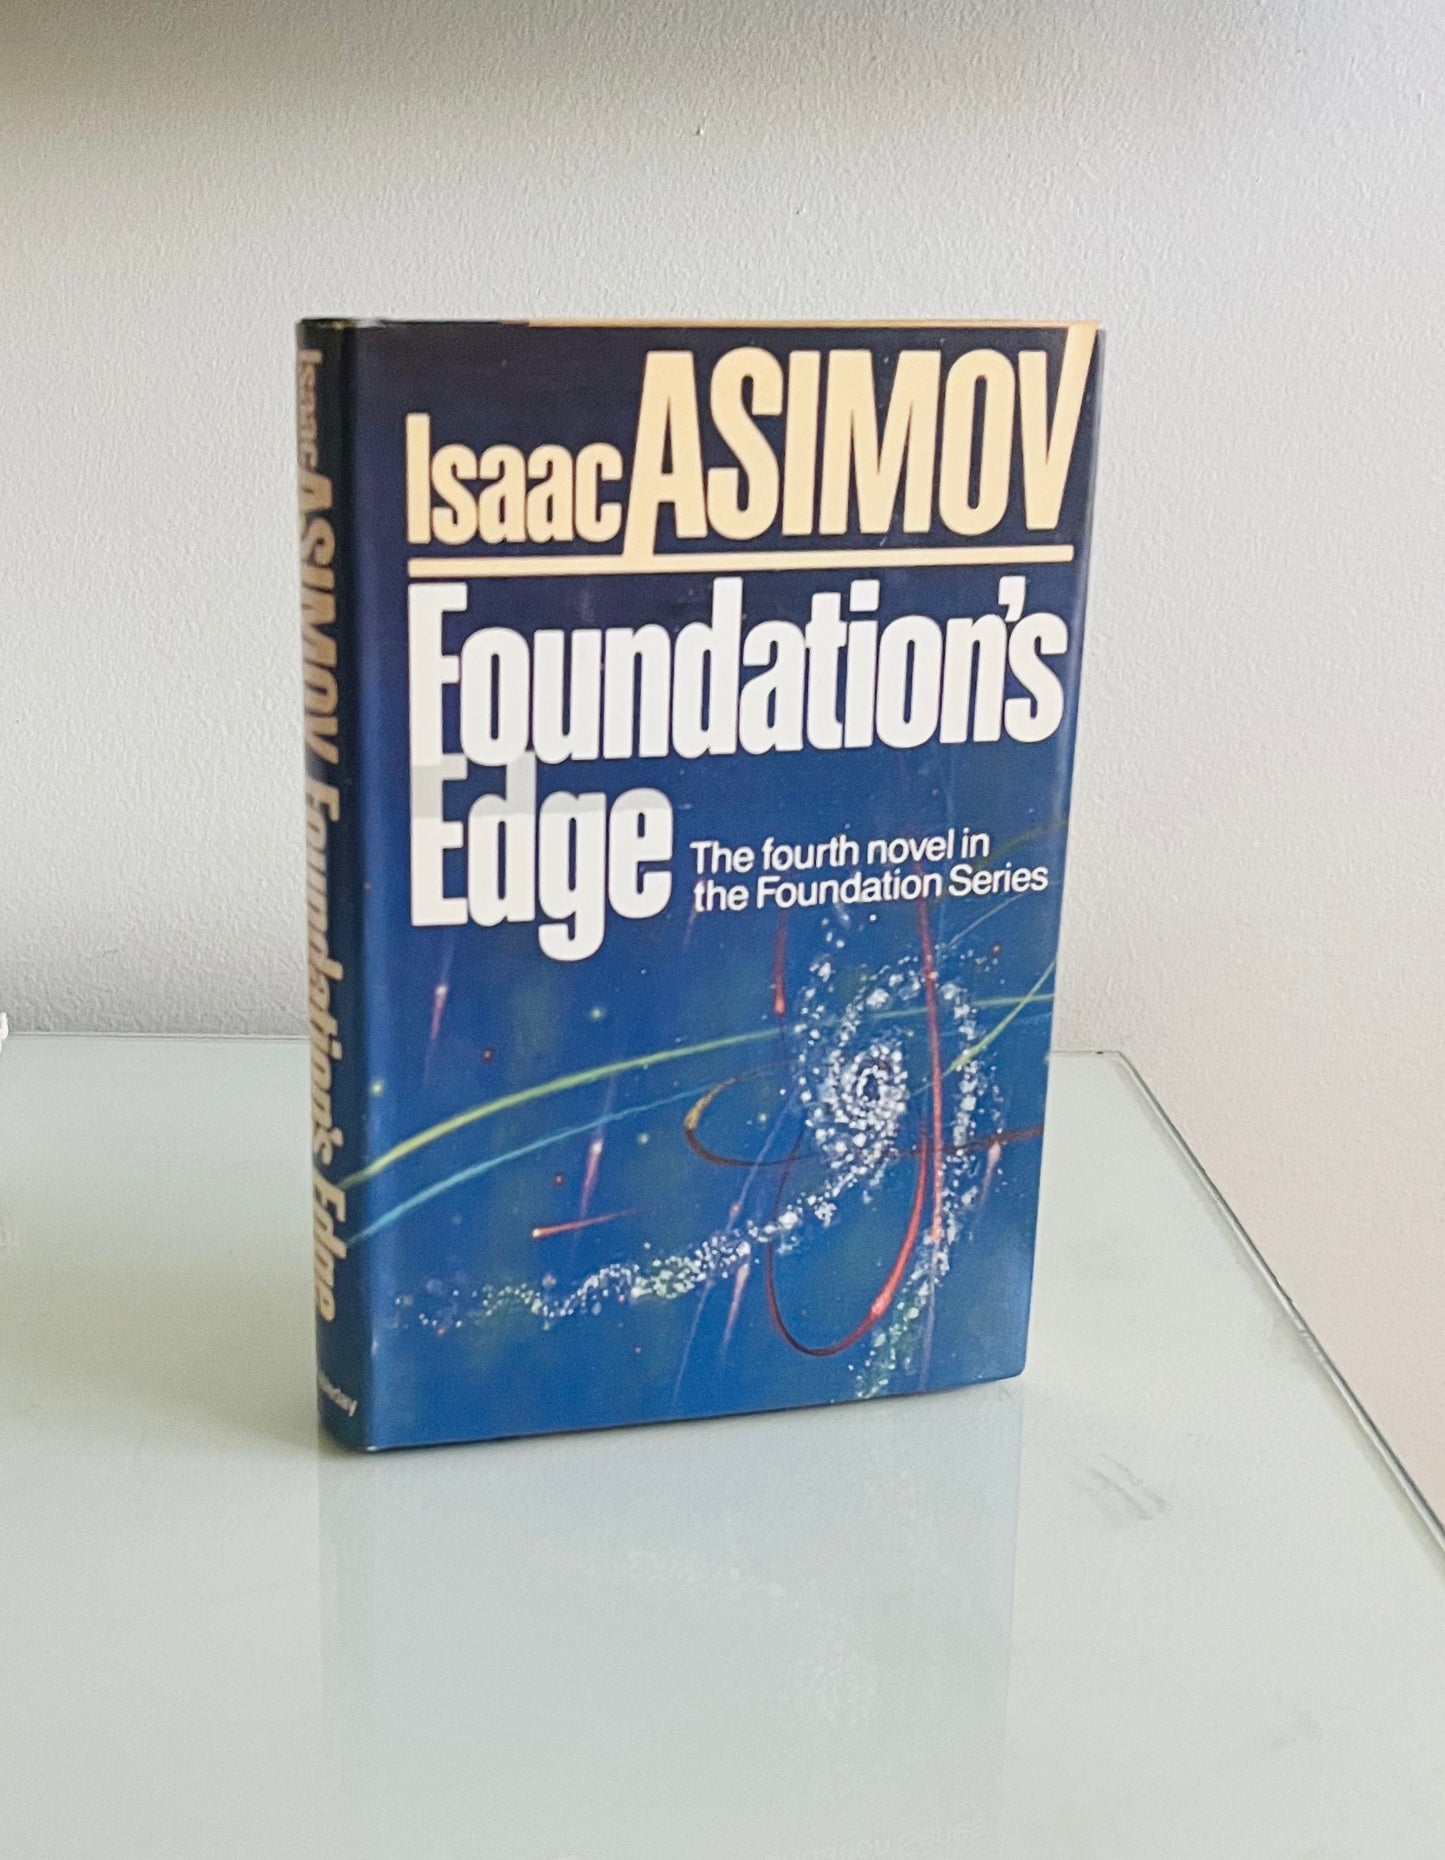 Isaac ASIMOV
Foundation's
Edge
The fourth novel in
the Foundation Series
Isaac ASIMOV Foundation's Edge